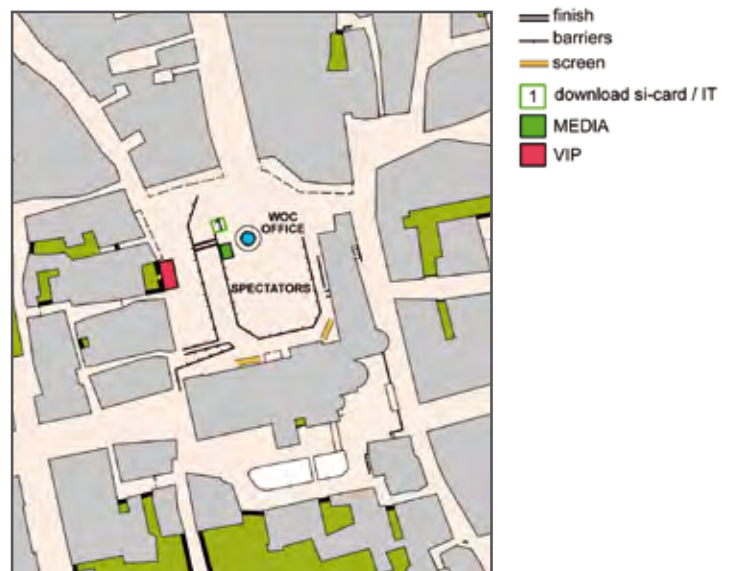 finish
barriers
screen
1 download si-card / IT
MEDIA
VIP
1
WOC
OFFICE
SPECTATORS